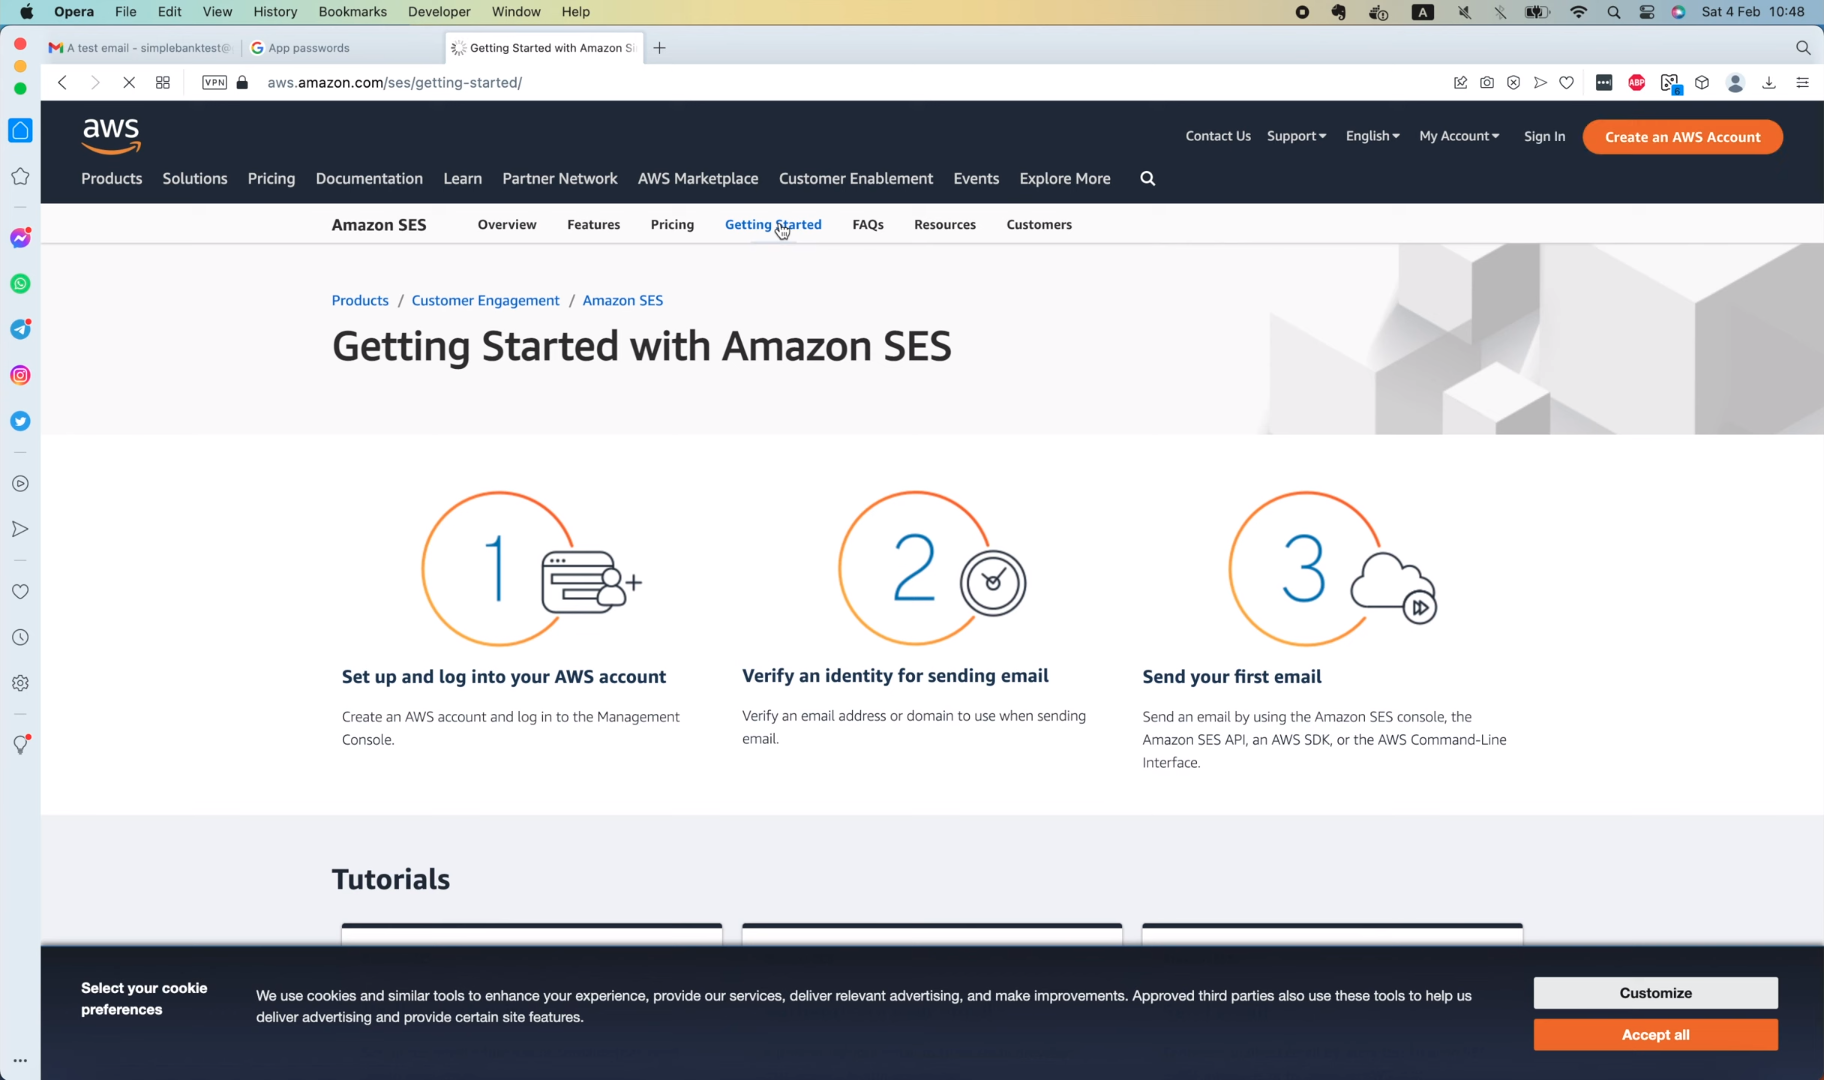 Opera File Edit View History Bookmarks Developer Window Help A Sat 4 Feb 10:48
A test email - simplebanktest@ App passwords Getting Started with Amazon Si
VPN aws.amazon.com/ses/getting-started/ ABP
aws
Contact Us Support English My Account Sign In Create an AWS Account
Products Solutions Pricing Documentation Learn Partner Network AWS Marketplace Customer Enablement Events Explore More
Amazon SES Overview Features Pricing Getting Started FAQs Resources Customers
Products / Customer Engagement / Amazon SES
Getting Started with Amazon SES
1 2 3
Set up and log into your AWS account
Create an AWS account and log in to the Management
Console.
Verify an identity for sending email
Verify an email address or domain to use when sending
email.
Send your first email
Send an email by using the Amazon SES console, the
Amazon SES API, an AWS SDK, or the AWS Command-Line
Interface.
Tutorials
Select your cookie
preferences
We use cookies and similar tools to enhance your experience, provide our services, deliver relevant advertising, and make improvements. Approved third parties also use these tools to help us
deliver advertising and provide certain site features.
Customize
Accept all